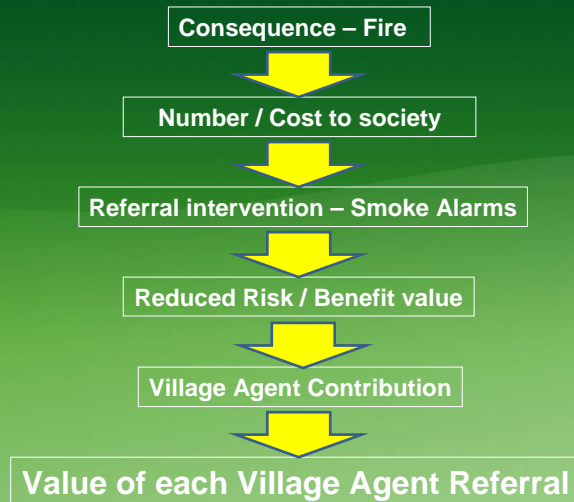 Consequence – Fire
Number / Cost to society
Referral intervention – Smoke Alarms
Reduced Risk / Benefit value
Village Agent Contribution
Value of each Village Agent Referral